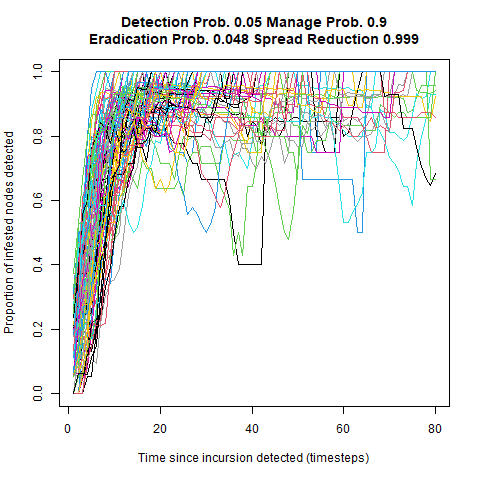 Detection Prob. 0.05 Manage Prob. 0.9
Eradication Prob. 0.048 Spread Reduction 0.999
Proportion of infested nodes detected
1.0
0.8
0.6
0.4
0.2
0.0
0
20
40
60
80
Time since incursion detected (timesteps)